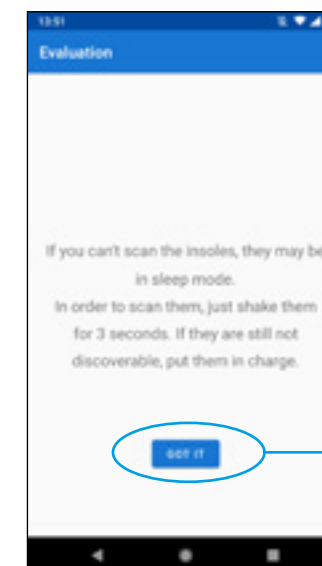 13:51
Evaluation
If you can't scan the insoles, they may be
in sleep mode.
In order to scan them, just shake them
for 3 seconds. If they are still not
discoverable, put them in charge.
GOT IT